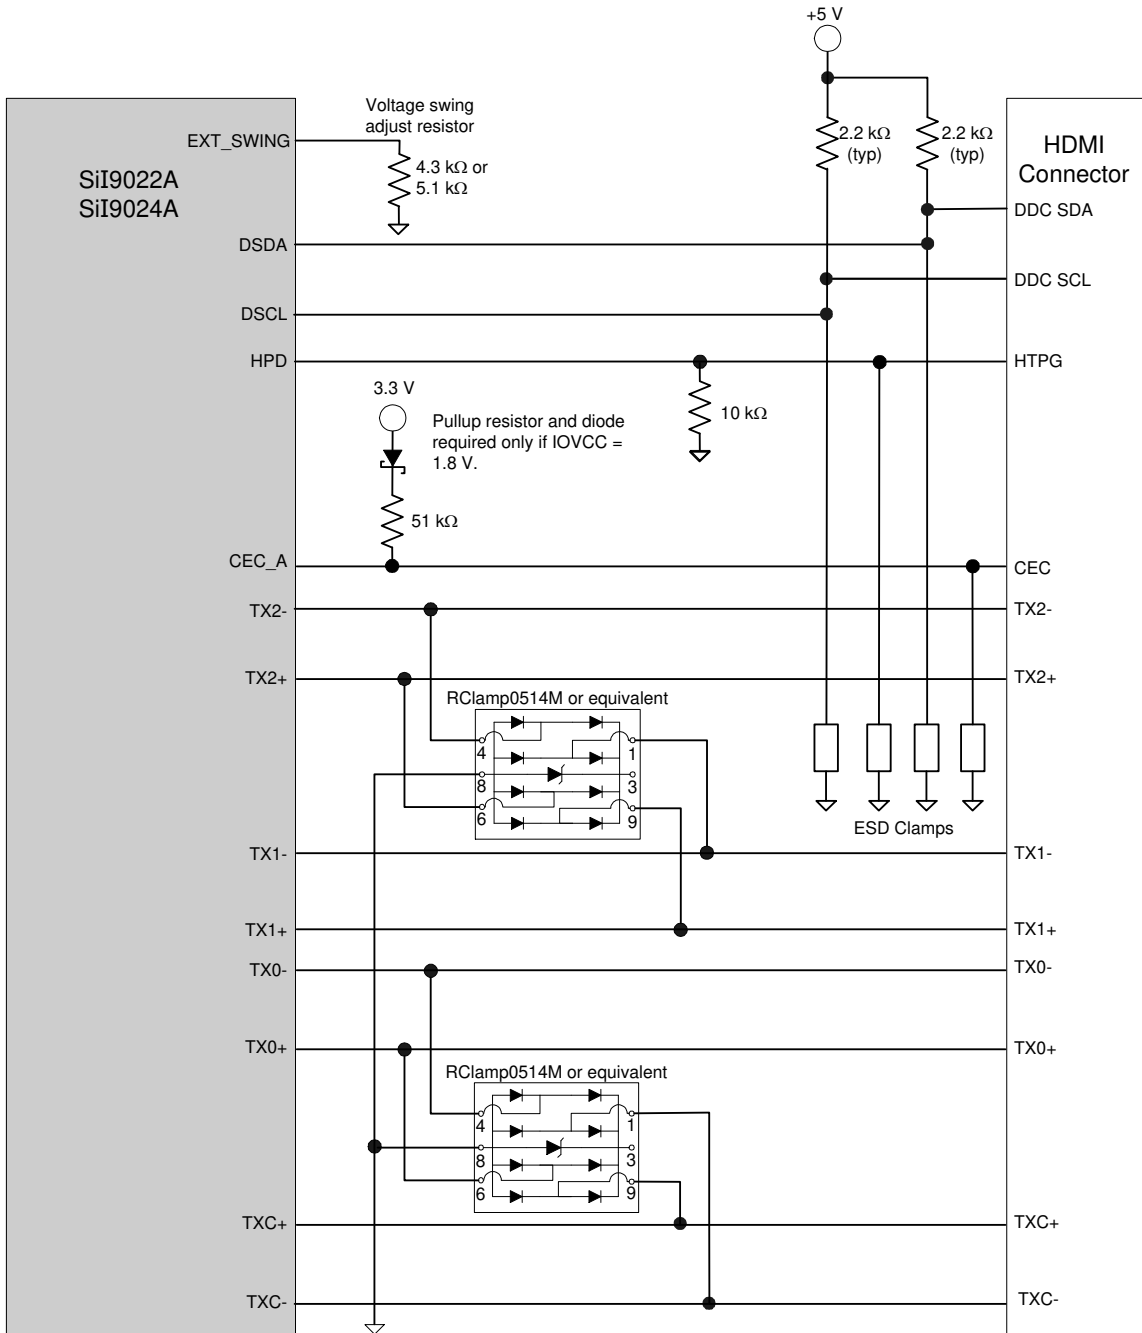 +5 V
Voltage swing
adjust resistor
EXT_SWING
4.3 kΩ or
5.1 kΩ
2.2 kΩ
(typ)
2.2 kΩ
(typ)
HDMI
Connector
SiI9022A
SiI9024A
DDC SDA
DSDA
DDC SCL
DSCL
HPD
HTPG
3.3 V
Pullup resistor and diode
required only if IOVCC =
1.8 V.
10 kΩ
51 kΩ
CEC_A
CEC
TX2-
TX2-
TX2+
TX2+
RClamp0514M or equivalent
4
1
8
3
6
9
ESD Clamps
TX1-
TX1-
TX1+
TX1+
TX0-
TX0-
TX0+
TX0+
RClamp0514M or equivalent
4
1
8
3
6
9
TXC+
TXC+
TXC-
TXC-